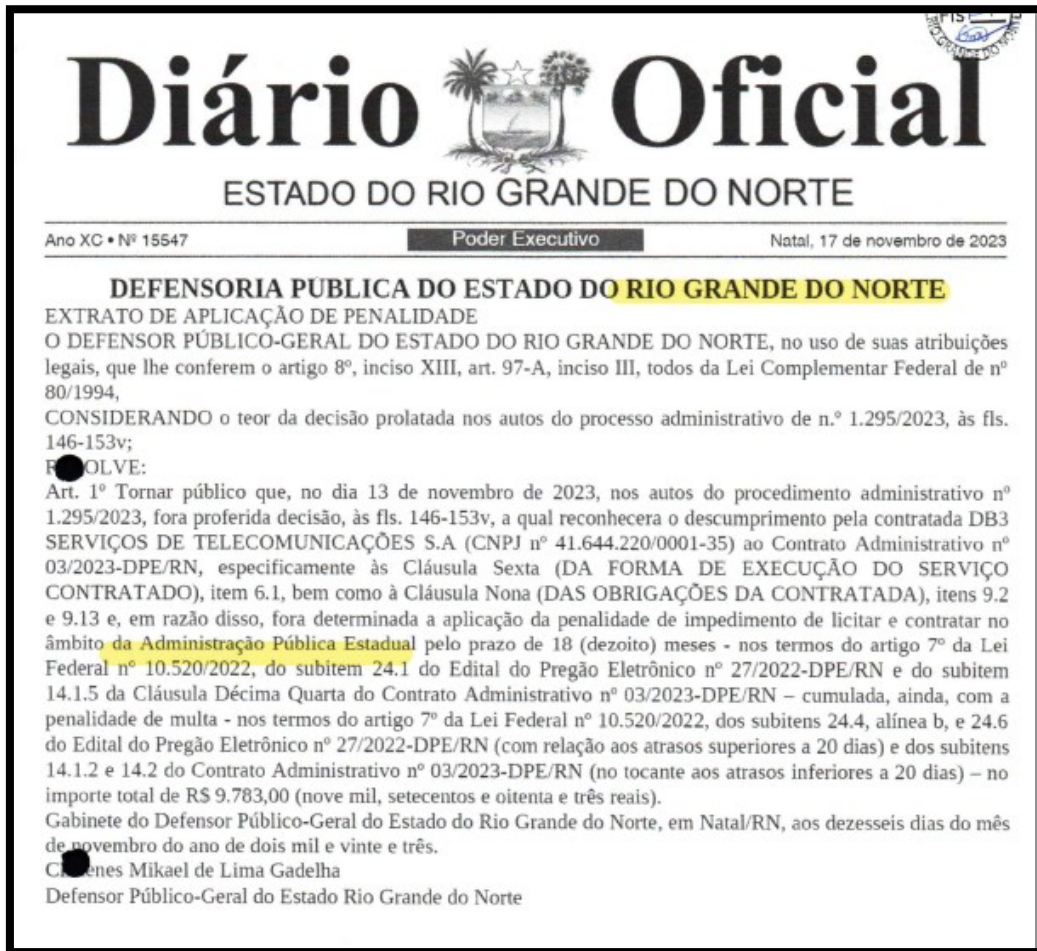 FIS
RIO GRANDE DO NORTE
Diário Oficial
ESTADO DO RIO GRANDE DO NORTE
Ano XC • Nº 15547
Poder Executivo
Natal, 17 de novembro de 2023
DEFENSORIA PÚBLICA DO ESTADO DO RIO GRANDE DO NORTE
EXTRATO DE APLICAÇÃO DE PENALIDADE
O DEFENSOR PÚBLICO-GERAL DO ESTADO DO RIO GRANDE DO NORTE, no uso de suas atribuições
legais, que lhe conferem o artigo 8º, inciso XIII, art. 97-A, inciso III, todos da Lei Complementar Federal de nº
80/1994,
CONSIDERANDO o teor da decisão prolatada nos autos do processo administrativo de n.º 1.295/2023, às fls.
146-153v;
R OLVE:
Art. 1º Tornar público que, no dia 13 de novembro de 2023, nos autos do procedimento administrativo nº
1.295/2023, fora proferida decisão, às fls. 146-153v, a qual reconhecera o descumprimento pela contratada DB3
SERVIÇOS DE TELECOMUNICAÇÕES S.A (CNPJ nº 41.644.220/0001-35) ao Contrato Administrativo nº
03/2023-DPE/RN, especificamente às Cláusula Sexta (DA FORMA DE EXECUÇÃO DO SERVIÇO
CONTRATADO), item 6.1, bem como à Cláusula Nona (DAS OBRIGAÇÕES DA CONTRATADA), itens 9.2
e 9.13 e, em razão disso, fora determinada a aplicação da penalidade de impedimento de licitar e contratar no
âmbito da Administração Pública Estadual pelo prazo de 18 (dezoito) meses - nos termos do artigo 7º da Lei
Federal nº 10.520/2022, do subitem 24.1 do Edital do Pregão Eletrônico nº 27/2022-DPE/RN e do subitem
14.1.5 da Cláusula Décima Quarta do Contrato Administrativo nº 03/2023-DPE/RN – cumulada, ainda, com a
penalidade de multa - nos termos do artigo 7º da Lei Federal nº 10.520/2022, dos subitens 24.4, alínea b, e 24.6
do Edital do Pregão Eletrônico nº 27/2022-DPE/RN (com relação aos atrasos superiores a 20 dias) e dos subitens
14.1.2 e 14.2 do Contrato Administrativo nº 03/2023-DPE/RN (no tocante aos atrasos inferiores a 20 dias) – no
importe total de R$ 9.783,00 (nove mil, setecentos e oitenta e três reais).
Gabinete do Defensor Público-Geral do Estado do Rio Grande do Norte, em Natal/RN, aos dezesseis dias do mês
de novembro do ano de dois mil e vinte e três.
Cl enes Mikael de Lima Gadelha
Defensor Público-Geral do Estado Rio Grande do Norte